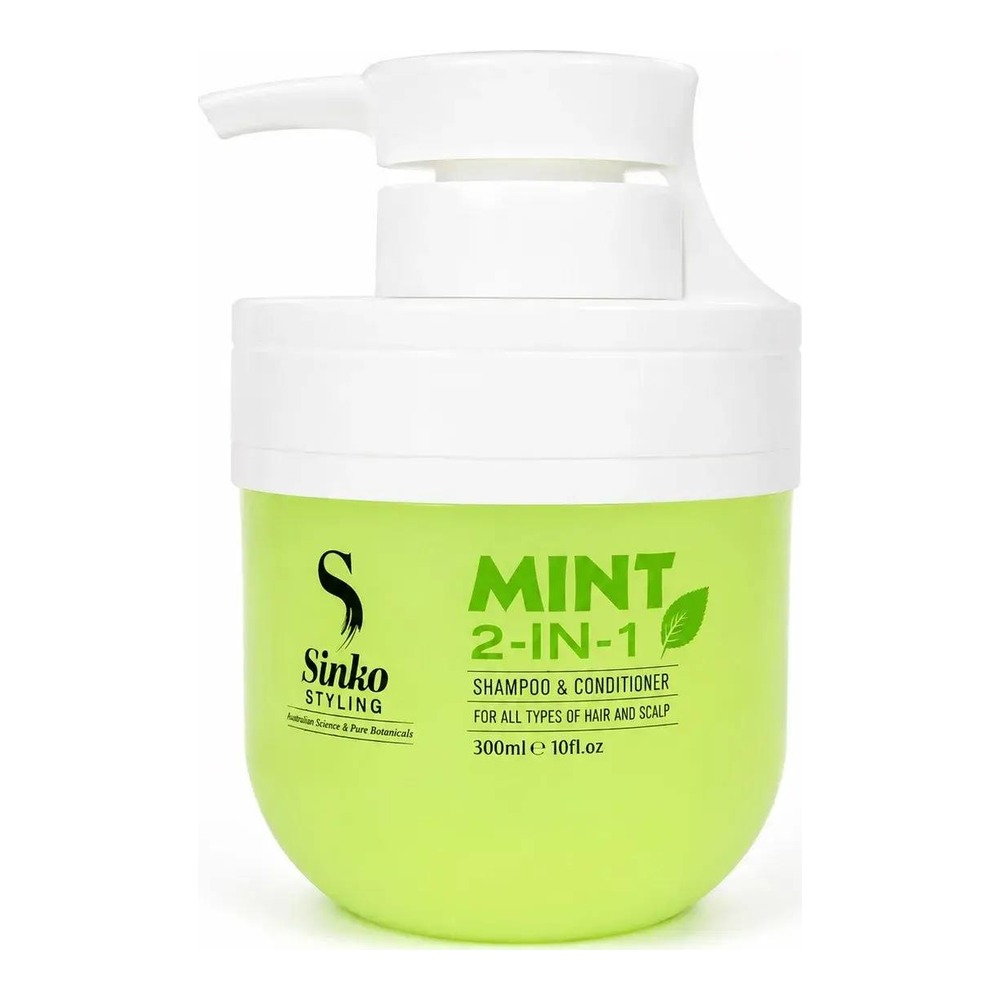 S
Sinko
STYLING
Australian Science & Pure Botanicals
MINT
2-IN-1
SHAMPOO & CONDITIONER
FOR ALL TYPES OF HAIR AND SCALP
300ml ℮ 10fl.oz